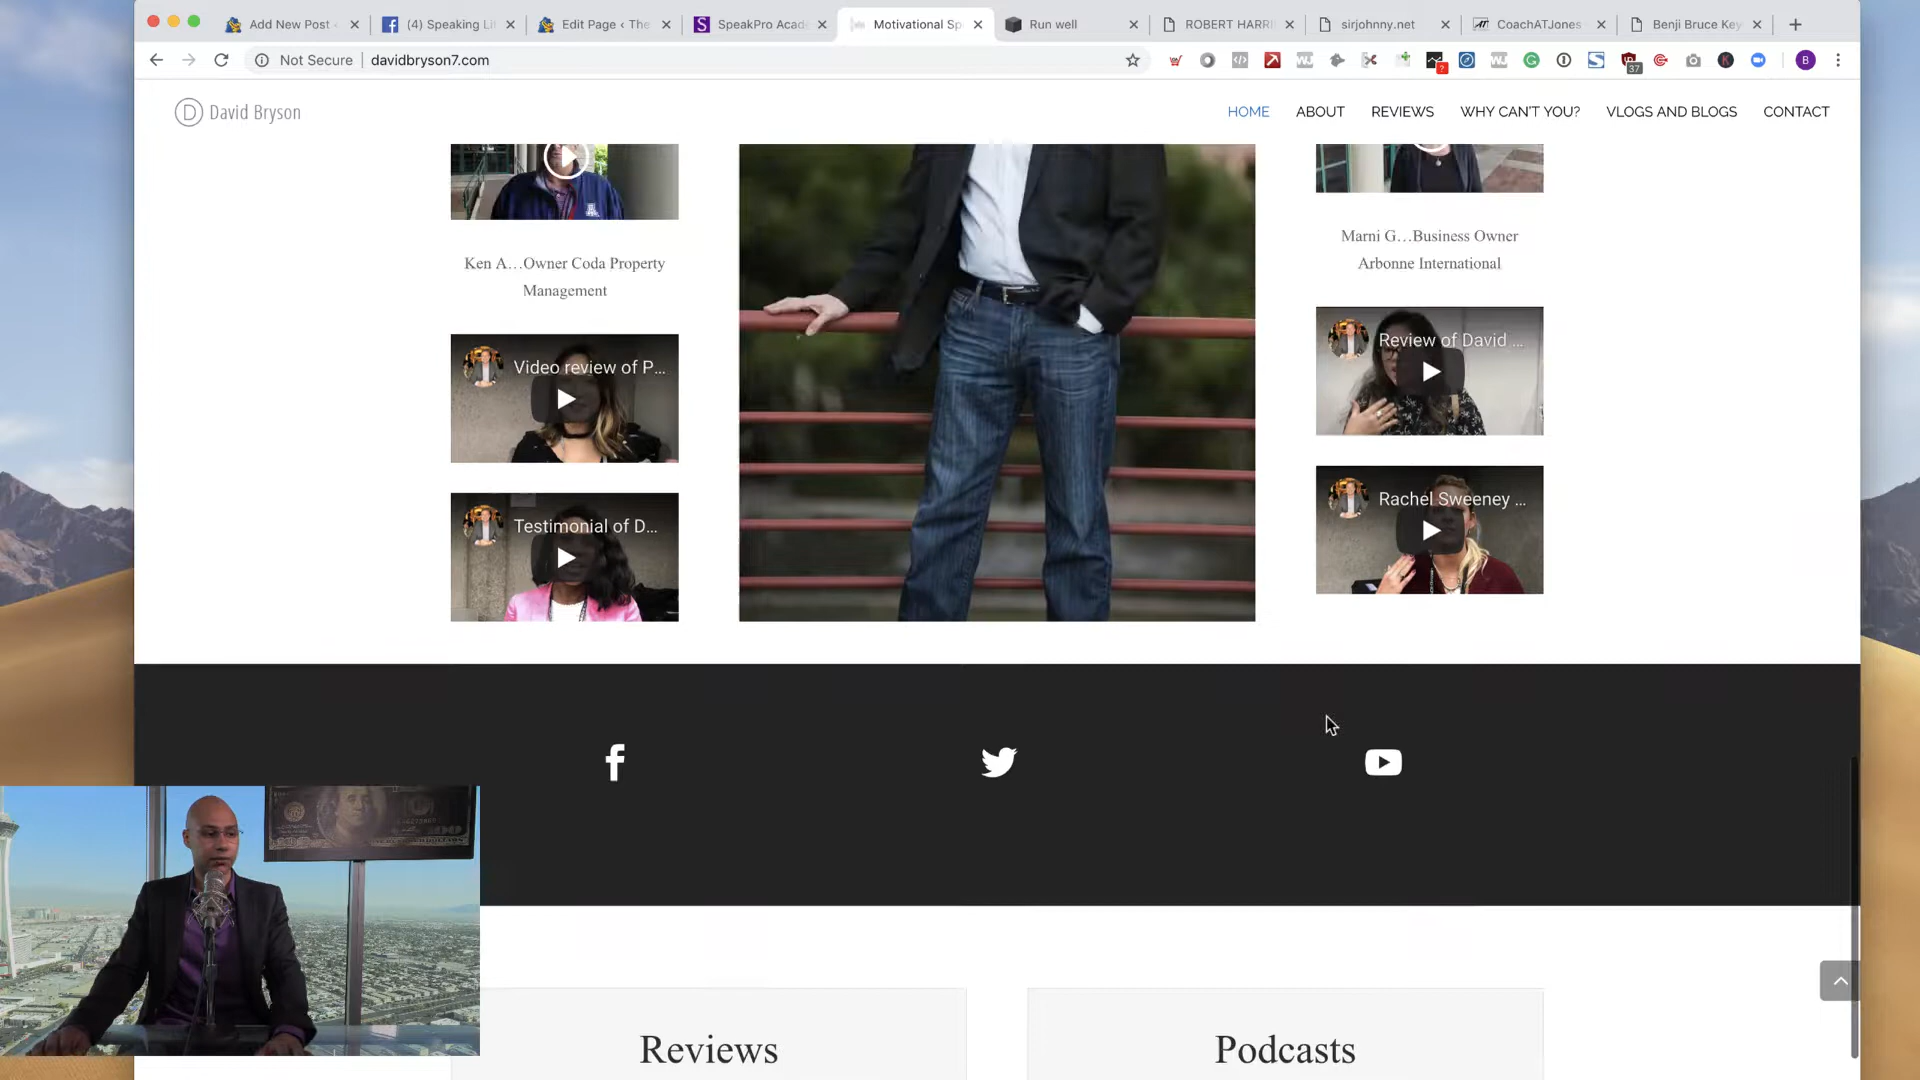 Add New Post ‹
(4) Speaking Li
Edit Page ‹ The
SpeakPro Acad
Motivational Sp
Run well
ROBERT HARRI
sirjohnny.net
CoachATJones
Benji Bruce Key
Not Secure
davidbryson7.com
37
B
D David Bryson
HOME
ABOUT
REVIEWS
WHY CAN'T YOU?
VLOGS AND BLOGS
CONTACT
Ken A…Owner Coda Property
Management
Marni G…Business Owner
Arbonne International
Video review of P...
Review of David ...
Testimonial of D...
Rachel Sweeney ...
Reviews
Podcasts